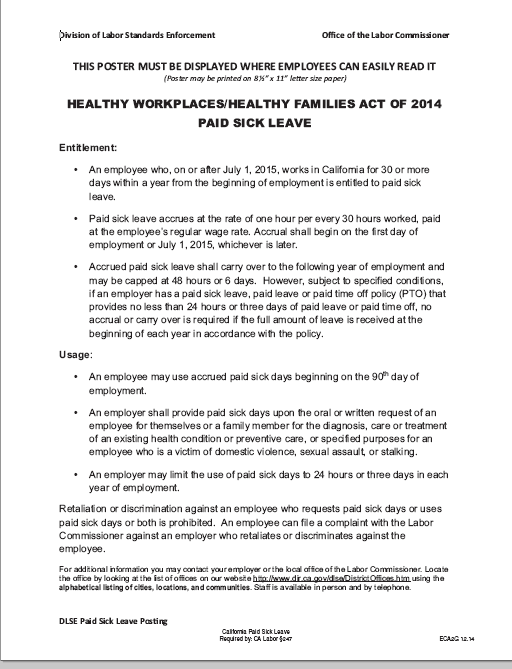 Division of Labor Standards Enforcement Office of the Labor Commissioner
THIS POSTER MUST BE DISPLAYED WHERE EMPLOYEES CAN EASILY READ IT
(Poster may be printed on 8½" x 11" letter size paper)
HEALTHY WORKPLACES/HEALTHY FAMILIES ACT OF 2014
PAID SICK LEAVE
Entitlement:
• An employee who, on or after July 1, 2015, works in California for 30 or more
days within a year from the beginning of employment is entitled to paid sick
leave.
• Paid sick leave accrues at the rate of one hour per every 30 hours worked, paid
at the employee's regular wage rate. Accrual shall begin on the first day of
employment or July 1, 2015, whichever is later.
• Accrued paid sick leave shall carry over to the following year of employment and
may be capped at 48 hours or 6 days. However, subject to specified conditions,
if an employer has a paid sick leave, paid leave or paid time off policy (PTO) that
provides no less than 24 hours or three days of paid leave or paid time off, no
accrual or carry over is required if the full amount of leave is received at the
beginning of each year in accordance with the policy.
Usage:
• An employee may use accrued paid sick days beginning on the 90th day of
employment.
• An employer shall provide paid sick days upon the oral or written request of an
employee for themselves or a family member for the diagnosis, care or treatment
of an existing health condition or preventive care, or specified purposes for an
employee who is a victim of domestic violence, sexual assault, or stalking.
• An employer may limit the use of paid sick days to 24 hours or three days in each
year of employment.
Retaliation or discrimination against an employee who requests paid sick days or uses
paid sick days or both is prohibited. An employee can file a complaint with the Labor
Commissioner against an employer who retaliates or discriminates against the
employee.
For additional information you may contact your employer or the local office of the Labor Commissioner. Locate
the office by looking at the list of offices on our website http://www.dir.ca.gov/dlse/DistrictOffices.htm using the
alphabetical listing of cities, locations, and communities. Staff is available in person and by telephone.
DLSE Paid Sick Leave Posting
California Paid Sick Leave
Required by: CA Labor §247 ECA2G 12.14